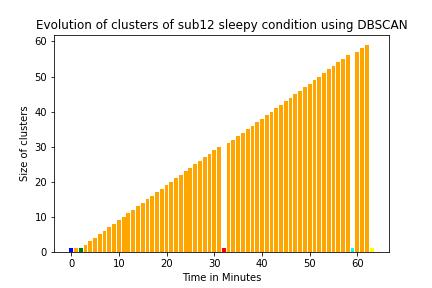 Evolution of clusters of sub12 sleepy condition using DBSCAN
60
50
40
30
20
10
0
Size of clusters
0 10 20 30 40 50 60
Time in Minutes